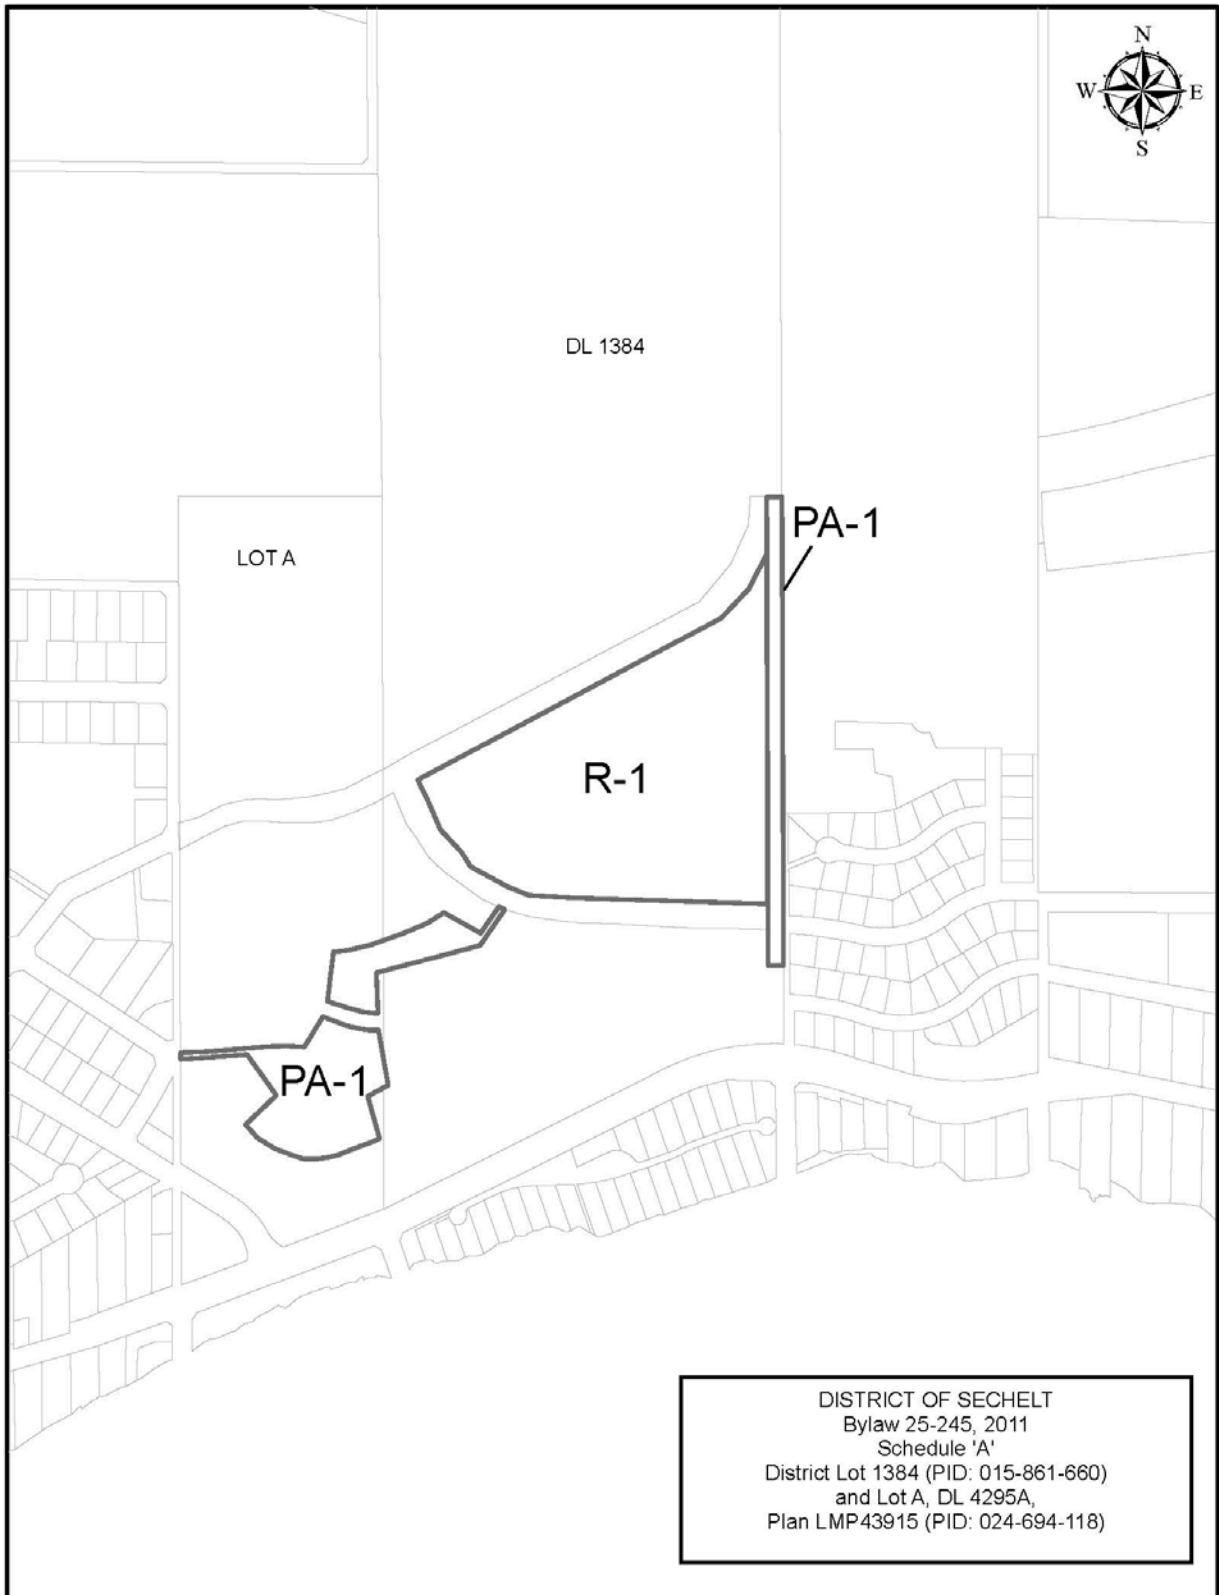 N
W E
S
DL 1384
PA-1
LOT A
R-1
PA-1
DISTRICT OF SECHELT
Bylaw 25-245, 2011
Schedule 'A'
District Lot 1384 (PID: 015-861-660)
and Lot A, DL 4295A,
Plan LMP43915 (PID: 024-694-118)